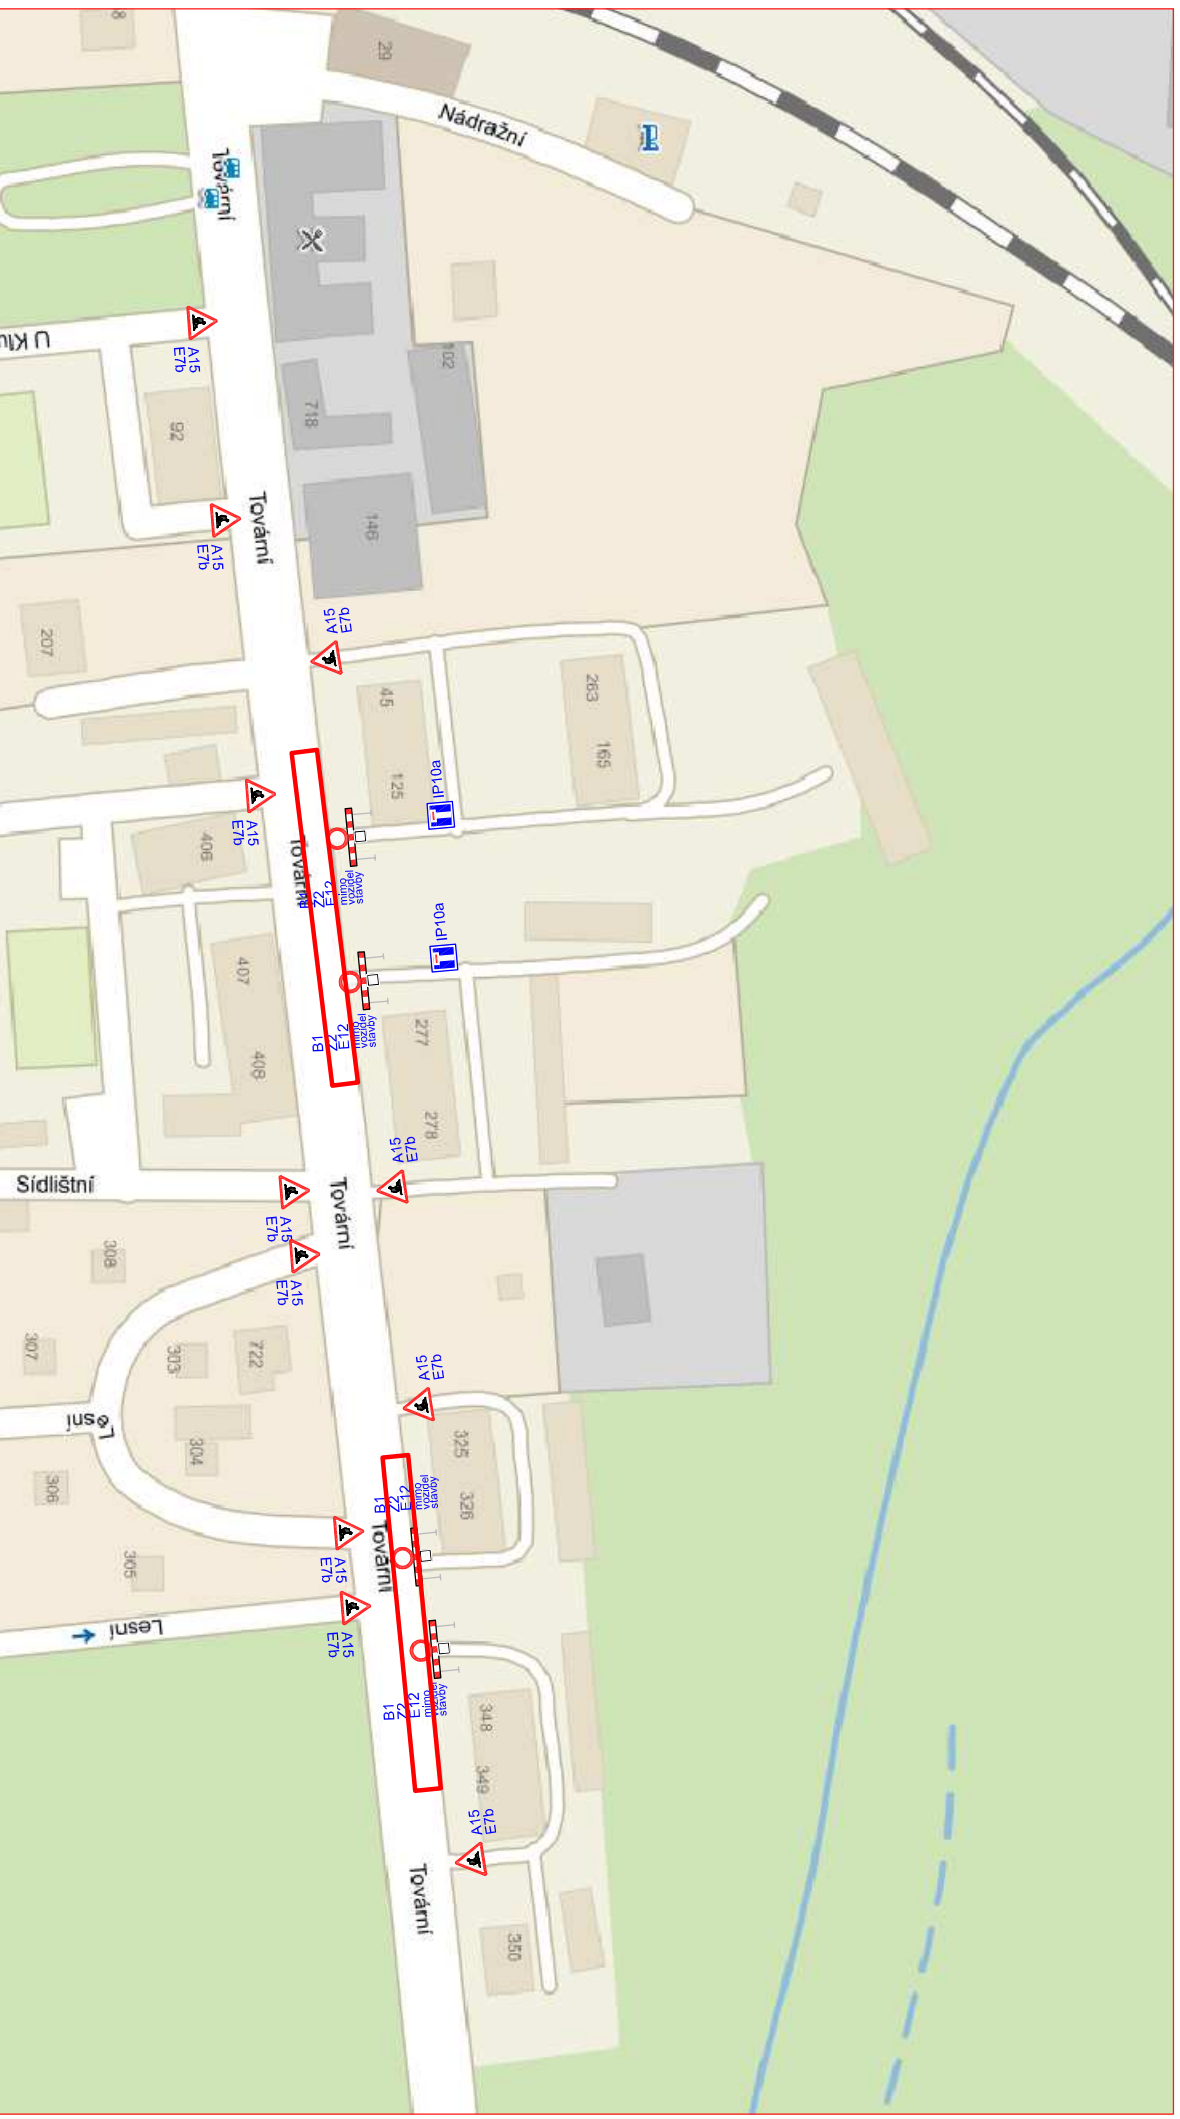 8
29
Nádražní
Tovární
U Klu
A15
E7b
102
92
718
146
Tovární
A15
E7b
207
A15
E7b
45
125
263
165
IP10a
A15
E7b
406
Tovární
B1
Z2
E12
mimo
vozidel
stavby
IP10a
407
408
B1
Z2
E12
mimo
vozidel
stavby
277
278
A15
E7b
Sídlištní
Tovární
A15
E7b
A15
E7b
308
307
303
722
A15
E7b
Lesní
304
306
305
325
326
B1
Z2
E12
mimo
vozidel
stavby
Tovární
A15
E7b
Lesní
A15
E7b
B1
Z2
E12
mimo
vozidel
stavby
348
349
A15
E7b
Tovární
350